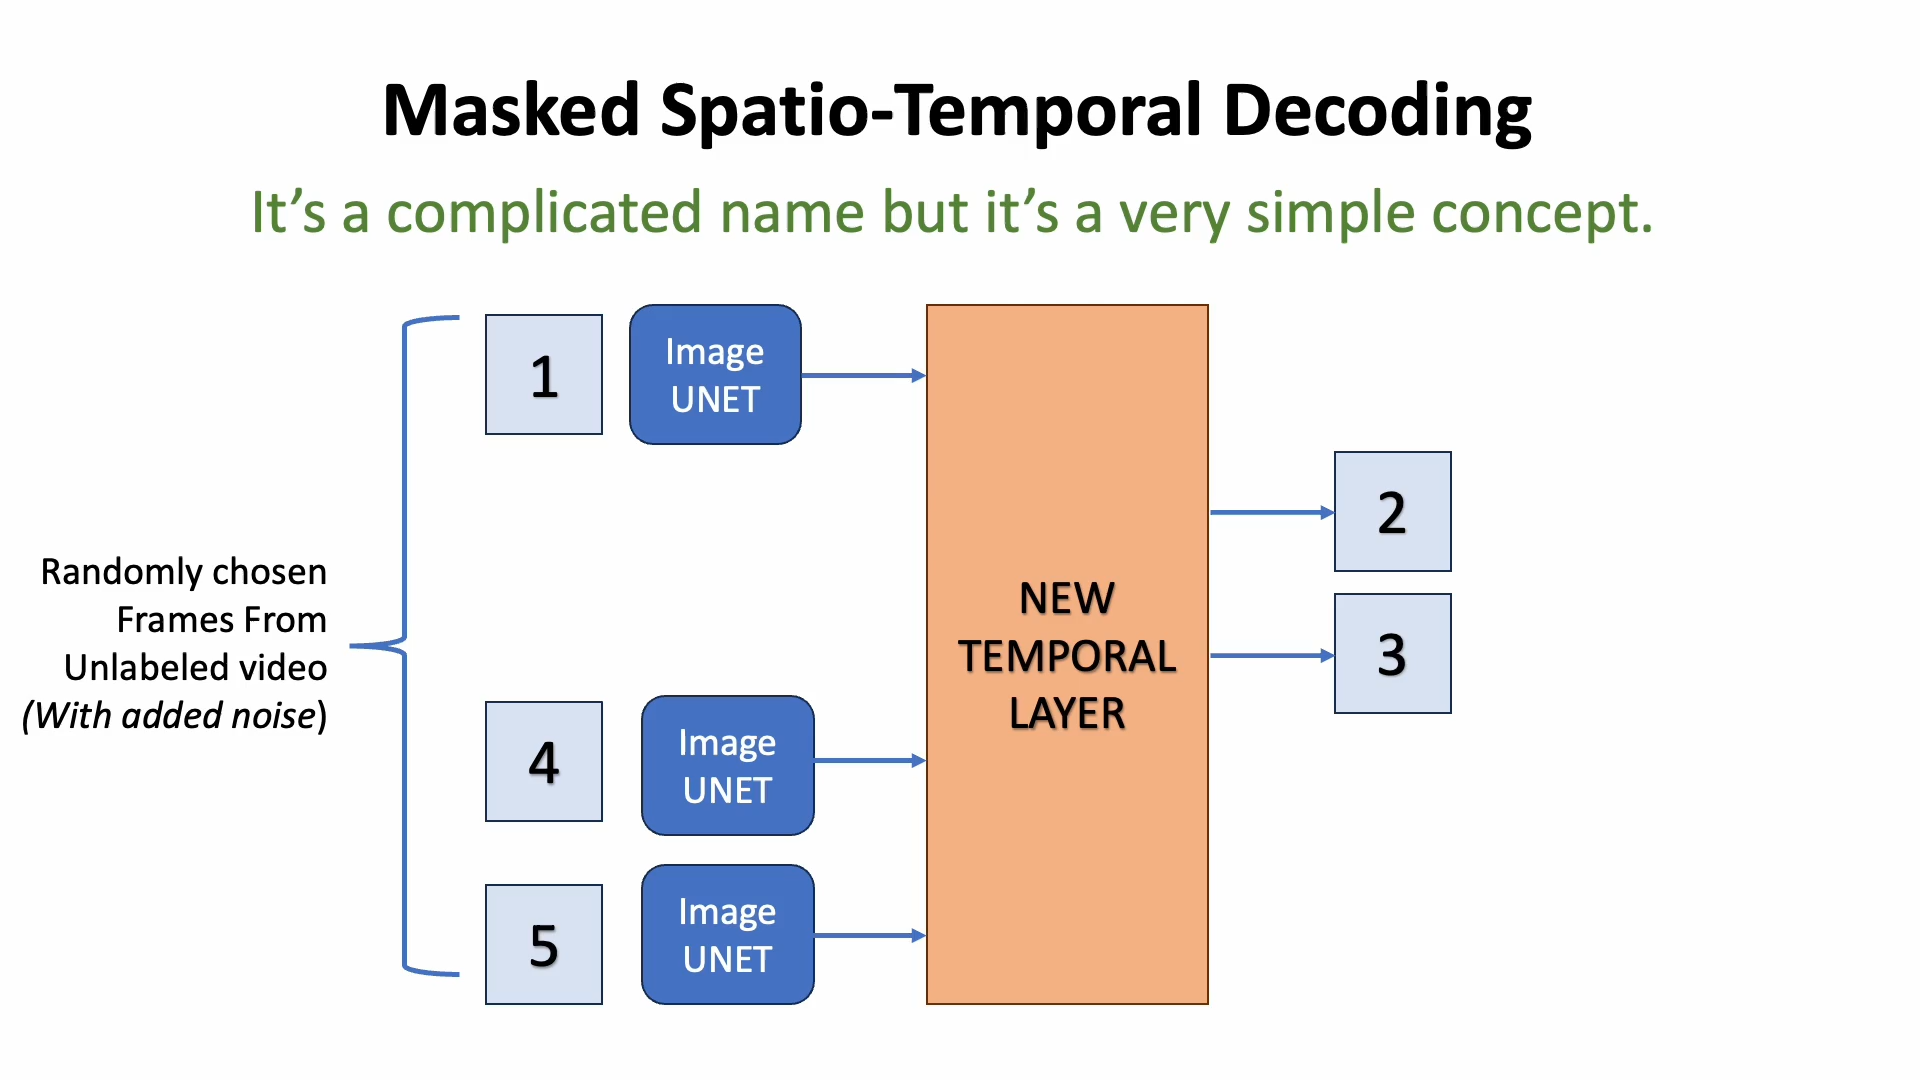 Masked Spatio-Temporal Decoding
It’s a complicated name but it’s a very simple concept.
1
Image
UNET
Randomly chosen
Frames From
Unlabeled video
(With added noise)
4
Image
UNET
5
Image
UNET
NEW
TEMPORAL
LAYER
2
3